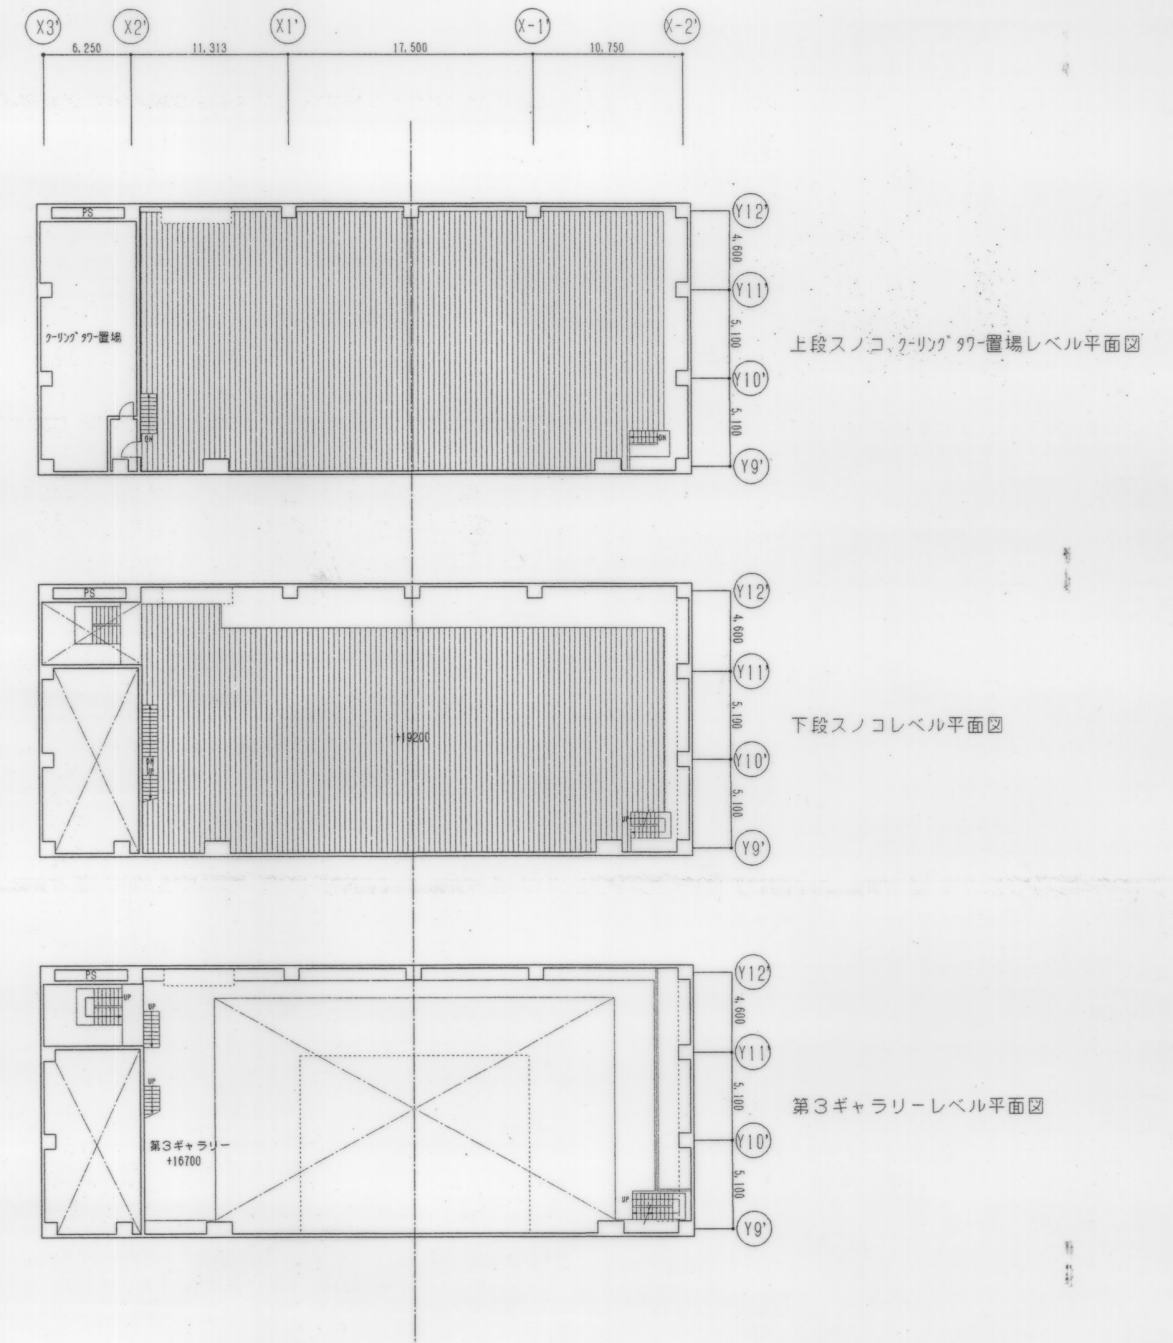 X3' X2' X1' X-1' X-2'
6,250 11,313 17,500 10,750
PS
Y12'
4,600
Y11'
クーリングタワー置場
5,100
上段スノコ、クーリングタワー置場レベル平面図
Y10'
5,100
DN
DN
Y9'
PS
Y12'
4,600
Y11'
5,100
下段スノコレベル平面図
+19200
DN
Y10'
UP
5,100
UP
Y9'
PS
Y12'
UP
UP
4,600
Y11'
UP
5,100
第3ギャラリーレベル平面図
第3ギャラリー
Y10'
+16700
5,100
UP
Y9'